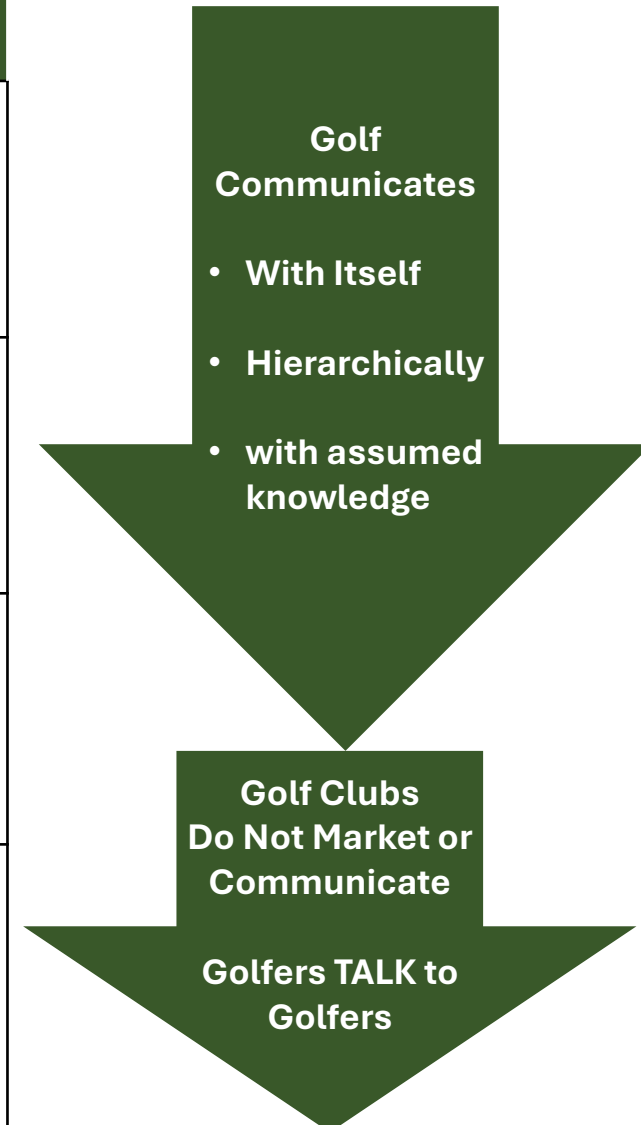 Golf
Communicates
• With Itself
• Hierarchically
• with assumed
knowledge
Golf Clubs
Do Not Market or
Communicate
Golfers TALK to
Golfers